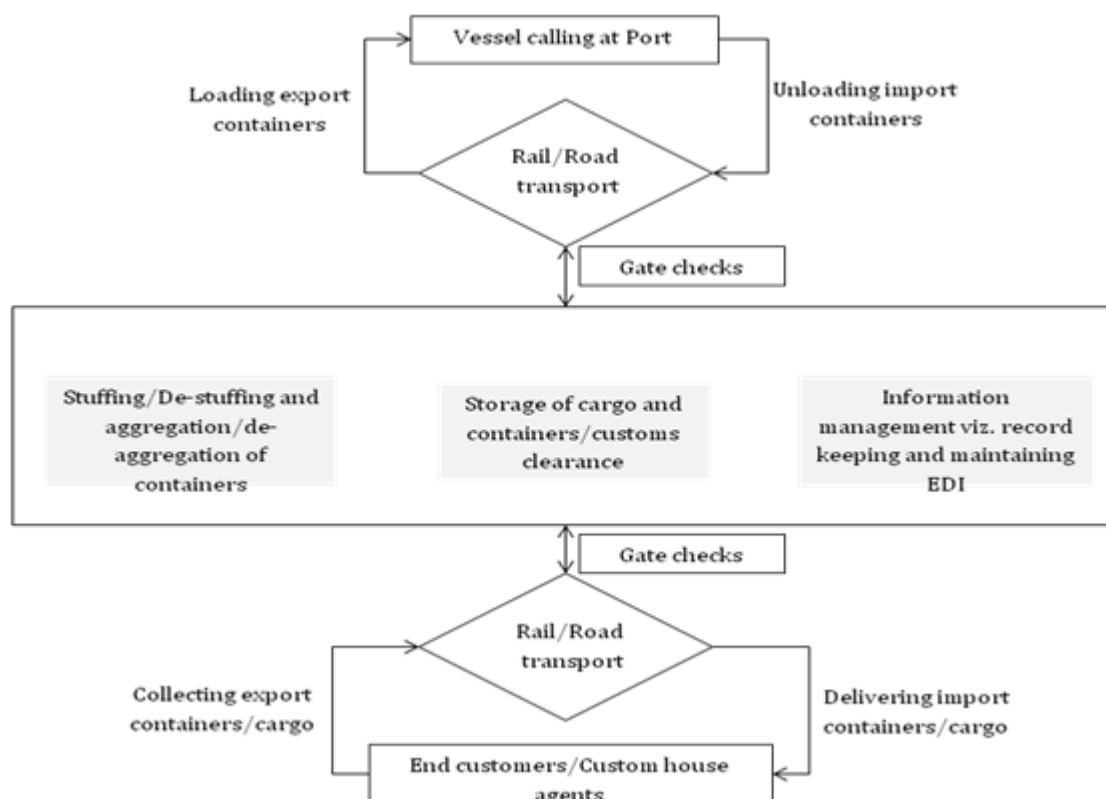 Vessel calling at Port
Loading export
containers
Unloading import
containers
Rail/Road
transport
Gate checks
Stuffing/De-stuffing and
aggregation/de-
aggregation of
containers
Storage of cargo and
containers/customs
clearance
Information
management viz. record
keeping and maintaining
EDI
Gate checks
Rail/Road
transport
Collecting export
containers/cargo
Delivering import
containers/cargo
End customers/Custom house
agents